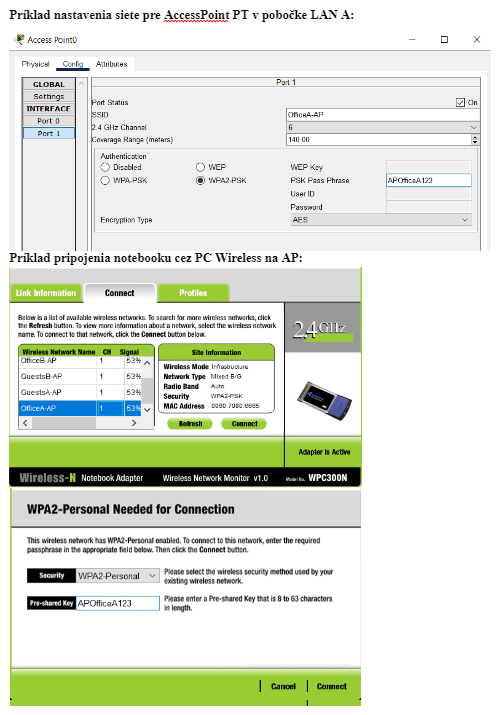 Príklad nastavenia siete pre AccessPoint PT v pobočke LAN A:
Access Point0
Physical Config Attributes
GLOBAL
Settings
INTERFACE
Port 0
Port 1
Port 1
Port Status On
SSID OfficeA-AP
2.4 GHz Channel 6
Coverage Range (meters) 140.00
Authentication
Disabled WEP WEP Key
WPA-PSK WPA2-PSK PSK Pass Phrase APOfficeA123
User ID
Password
Encryption Type AES
Príklad pripojenia notebooku cez PC Wireless na AP:
Link Information Connect Profiles
Below is a list of available wireless networks. To search for more wireless networks, click
the Refresh button. To view more information about a network, select the wireless network
name. To connect to that network, click the Connect button below.
2.4GHz
Wireless Network Name CH Signal
OfficeB-AP 1 53%
GuestsB-AP 1 53%
GuestsA-AP 1 53%
OfficeA-AP 1 53%
Site Information
Wireless Mode Infrastructure
Network Type Mixed B/G
Radio Band Auto
Security WPA2-PSK
MAC Address 0060.7080.6665
Refresh Connect
Adapter is Active
Wireless-N Notebook Adapter Wireless Network Monitor v1.0 Model No. WPC300N
WPA2-Personal Needed for Connection
This wireless network has WPA2-Personal enabled. To connect to this network, enter the required
passphrase in the appropriate field below. Then click the Connect button.
Security WPA2-Personal Please select the wireless security method used by your
existing wireless network.
Pre-shared Key APOfficeA123 Please enter a Pre-shared Key that is 8 to 63 characters
in length.
Cancel Connect